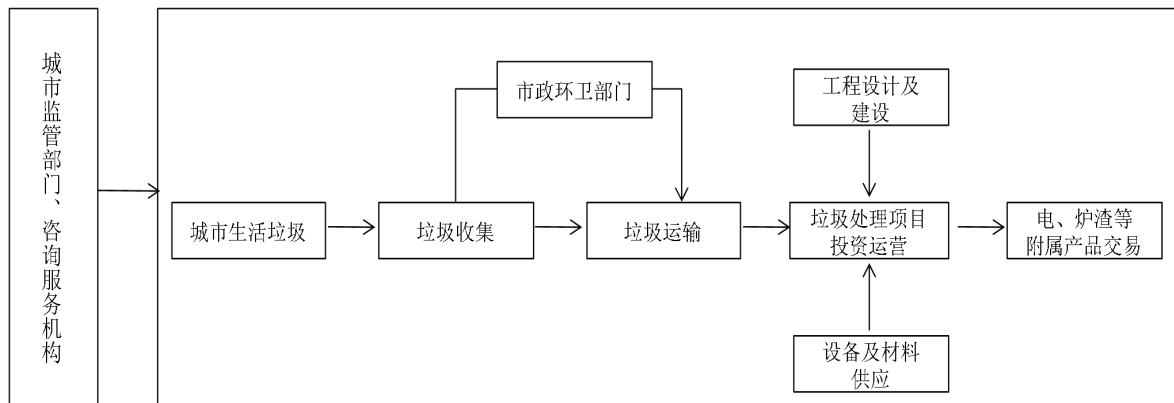 城市监管部门、咨询服务机构
市政环卫部门
工程设计及
建设
城市生活垃圾
垃圾收集
垃圾运输
垃圾处理项目
投资运营
电、炉渣等
附属产品交易
设备及材料
供应